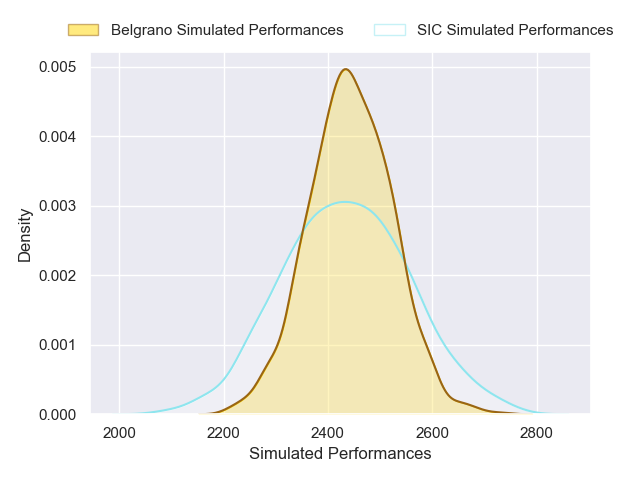 Belgrano Simulated Performances SIC Simulated Performances
0.005
0.004
0.003
0.002
0.001
0.000
Density
2000 2200 2400 2600 2800
Simulated Performances